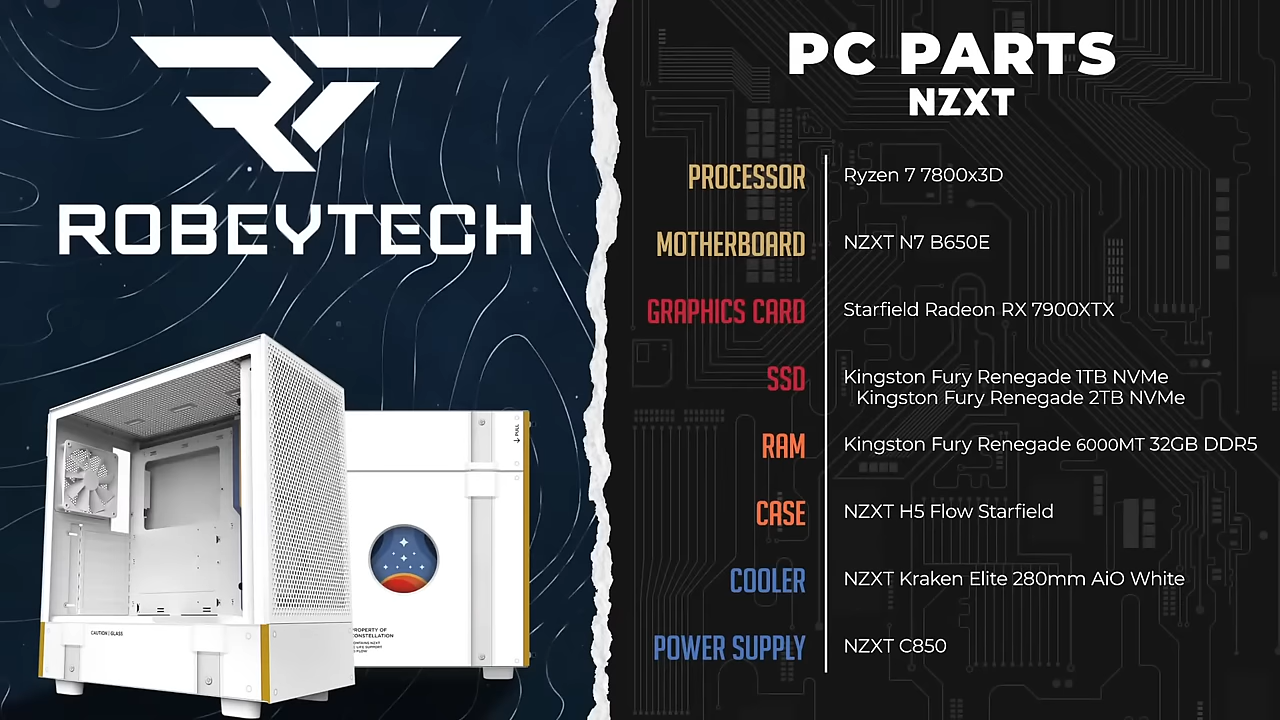 ROBEYTECH
PULL
CAUTION | GLASS
PROPERTY OF
CONSTELLATION
PC PARTS
NZXT
PROCESSOR Ryzen 7 7800x3D
MOTHERBOARD NZXT N7 B650E
GRAPHICS CARD Starfield Radeon RX 7900XTX
SSD Kingston Fury Renegade 1TB NVMe
Kingston Fury Renegade 2TB NVMe
RAM Kingston Fury Renegade 6000MT 32GB DDR5
CASE NZXT H5 Flow Starfield
COOLER NZXT Kraken Elite 280mm AiO White
POWER SUPPLY NZXT C850